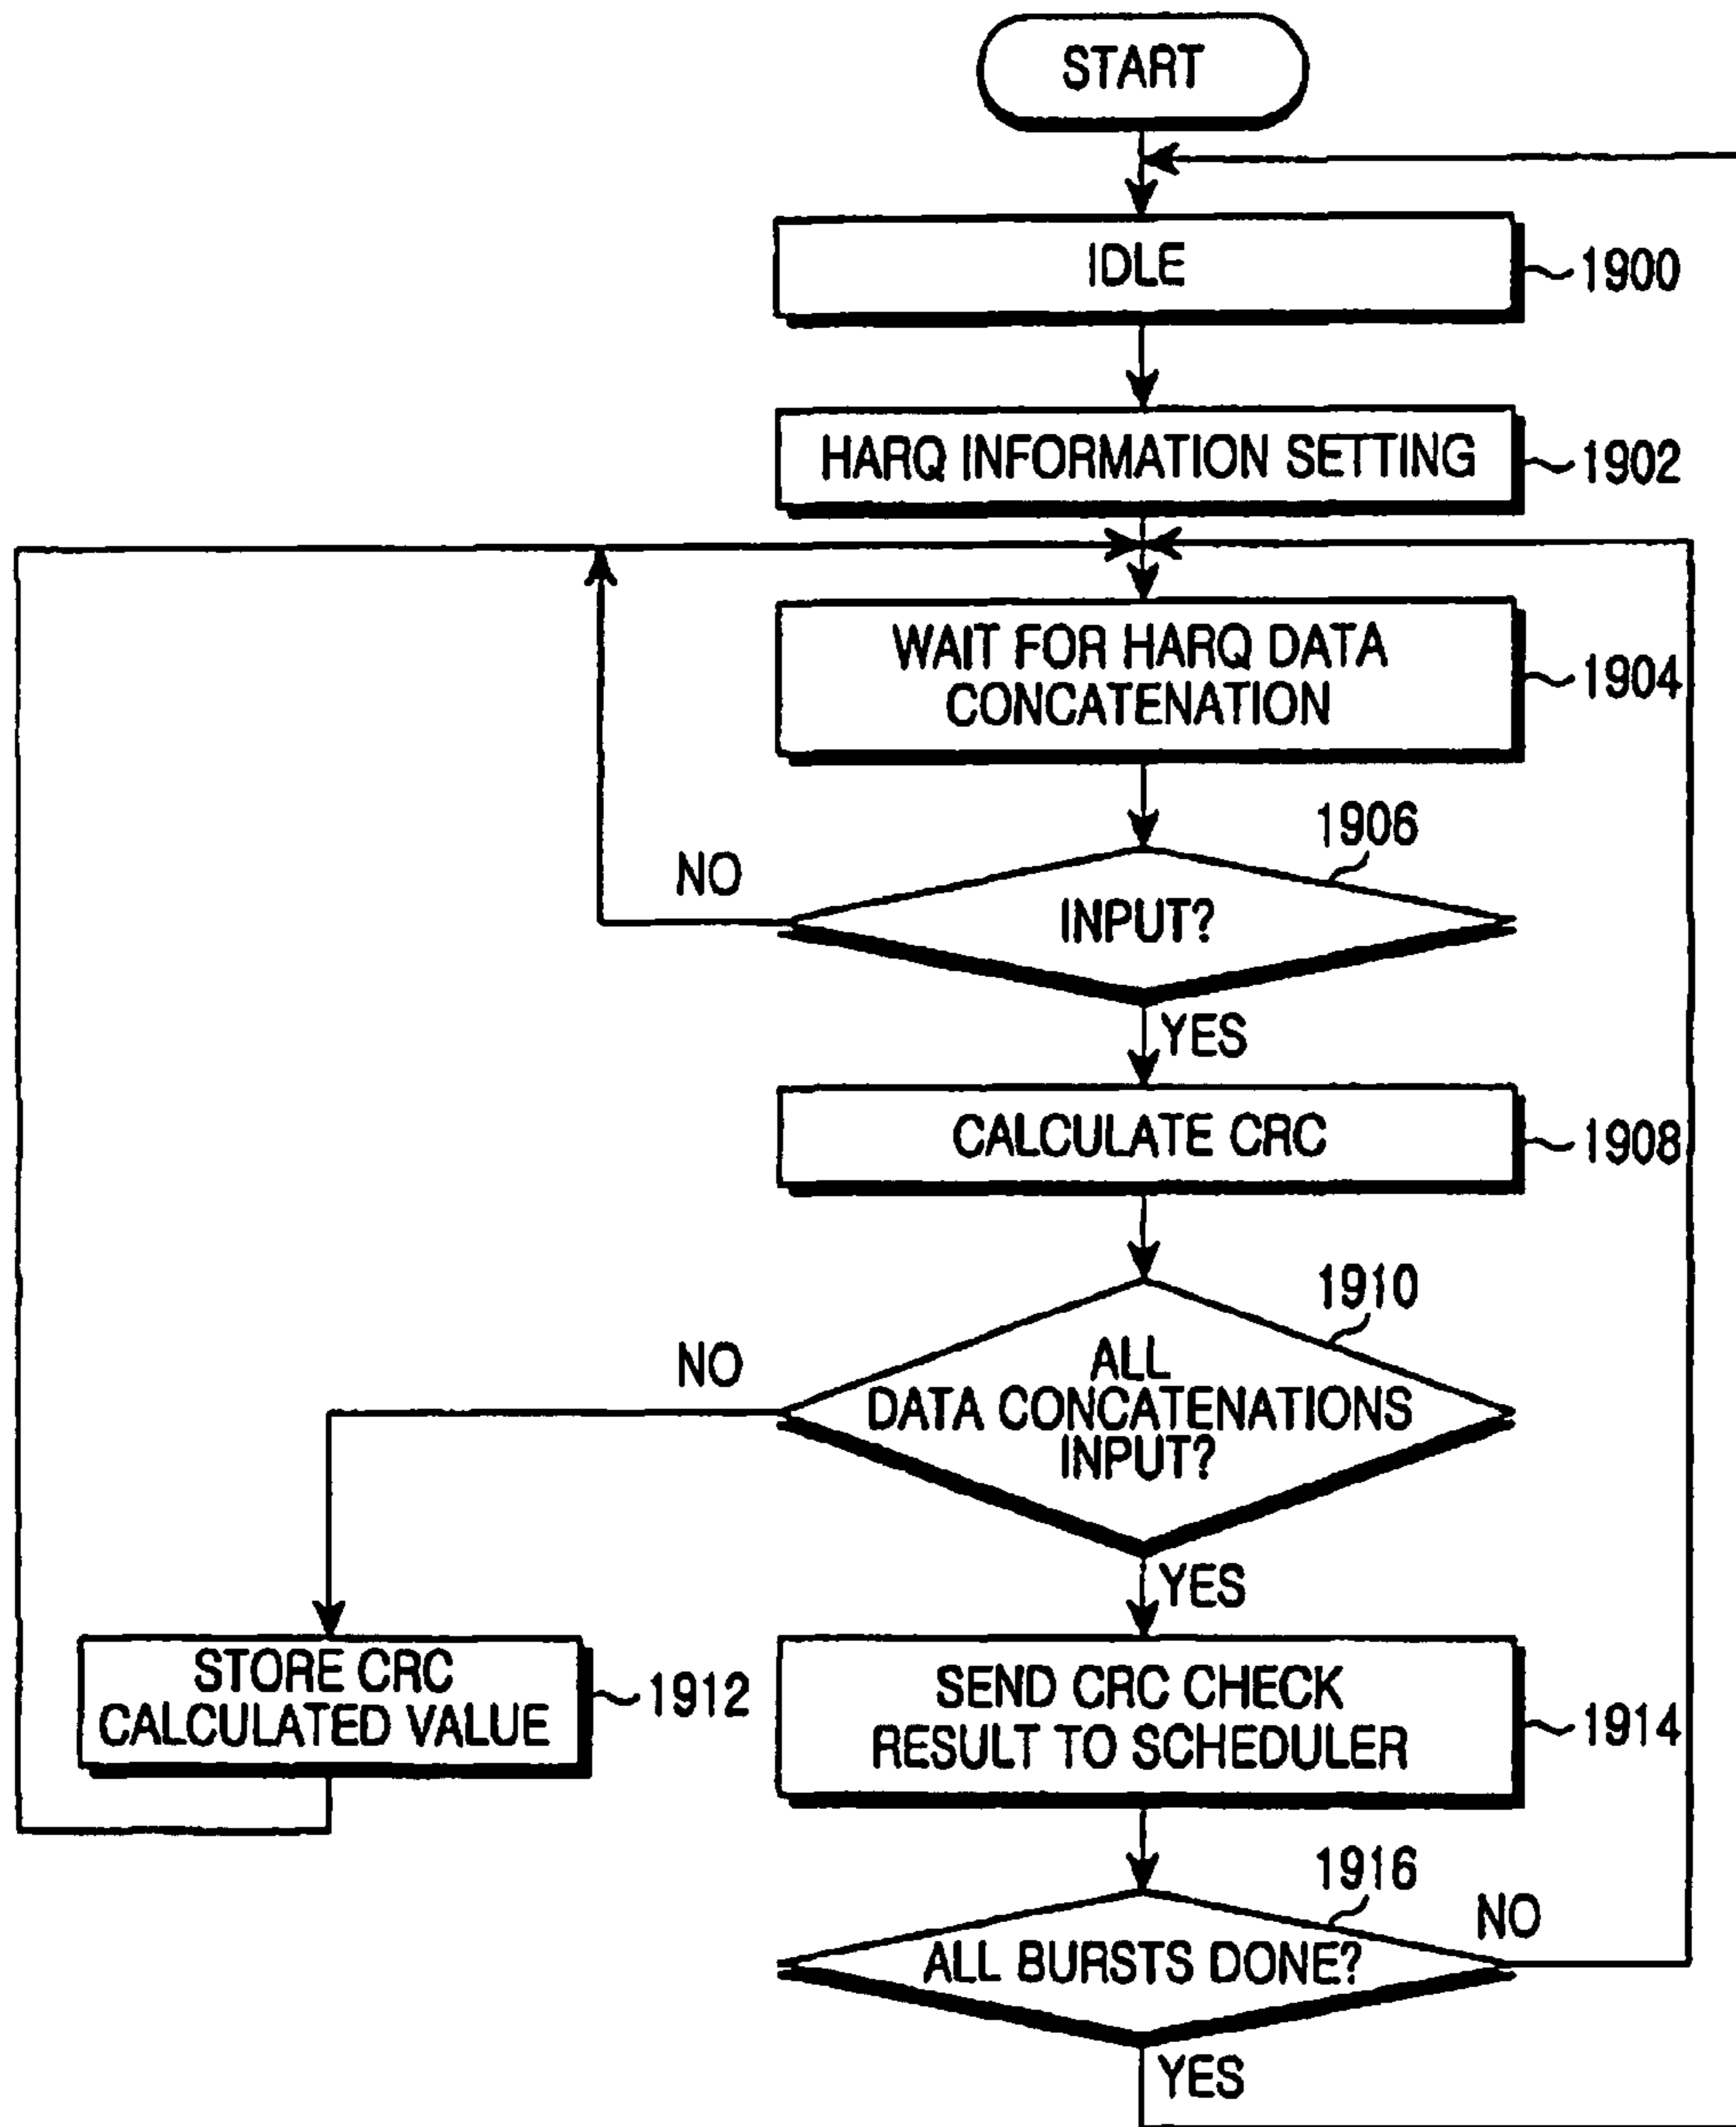 START
IDLE
1900
HARQ INFORMATION SETTING
1902
WAIT FOR HARQ DATA
CONCATENATION
1904
1906
NO
INPUT?
YES
CALCULATE CRC
1908
1910
NO
ALL
DATA CONCATENATIONS
INPUT?
YES
STORE CRC
CALCULATED VALUE
1912
SEND CRC CHECK
RESULT TO SCHEDULER
1914
1916
NO
ALL BURSTS DONE?
YES